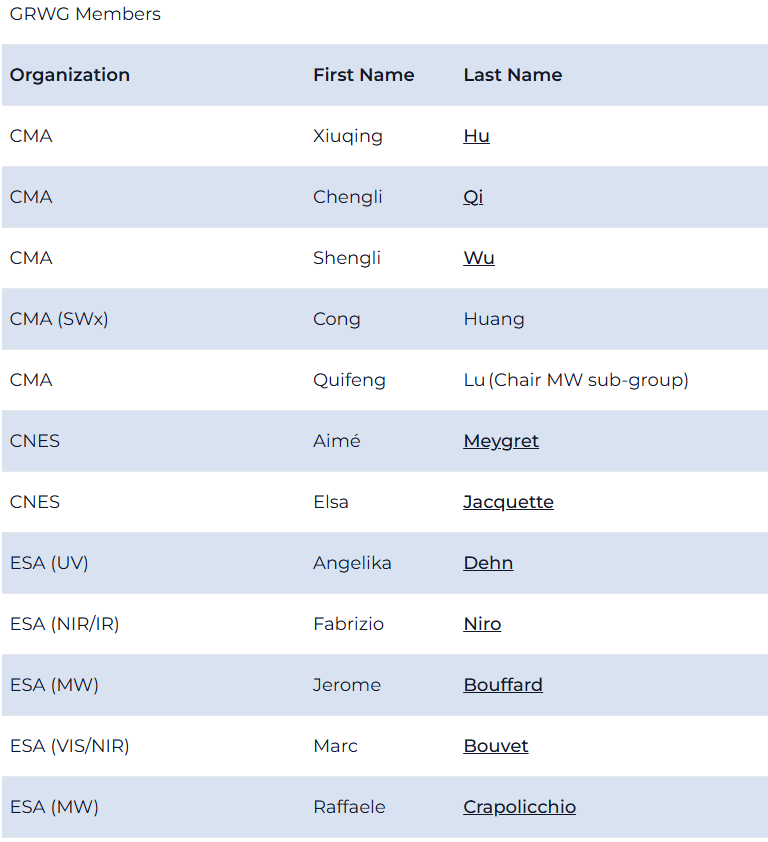 GRWG Members
Organization First Name Last Name
CMA Xiuqing Hu
CMA Chengli Qi
CMA Shengli Wu
CMA (SWx) Cong Huang
CMA Quifeng Lu (Chair MW sub-group)
CNES Aimé Meygret
CNES Elsa Jacquette
ESA (UV) Angelika Dehn
ESA (NIR/IR) Fabrizio Niro
ESA (MW) Jerome Bouffard
ESA (VIS/NIR) Marc Bouvet
ESA (MW) Raffaele Crapolicchio